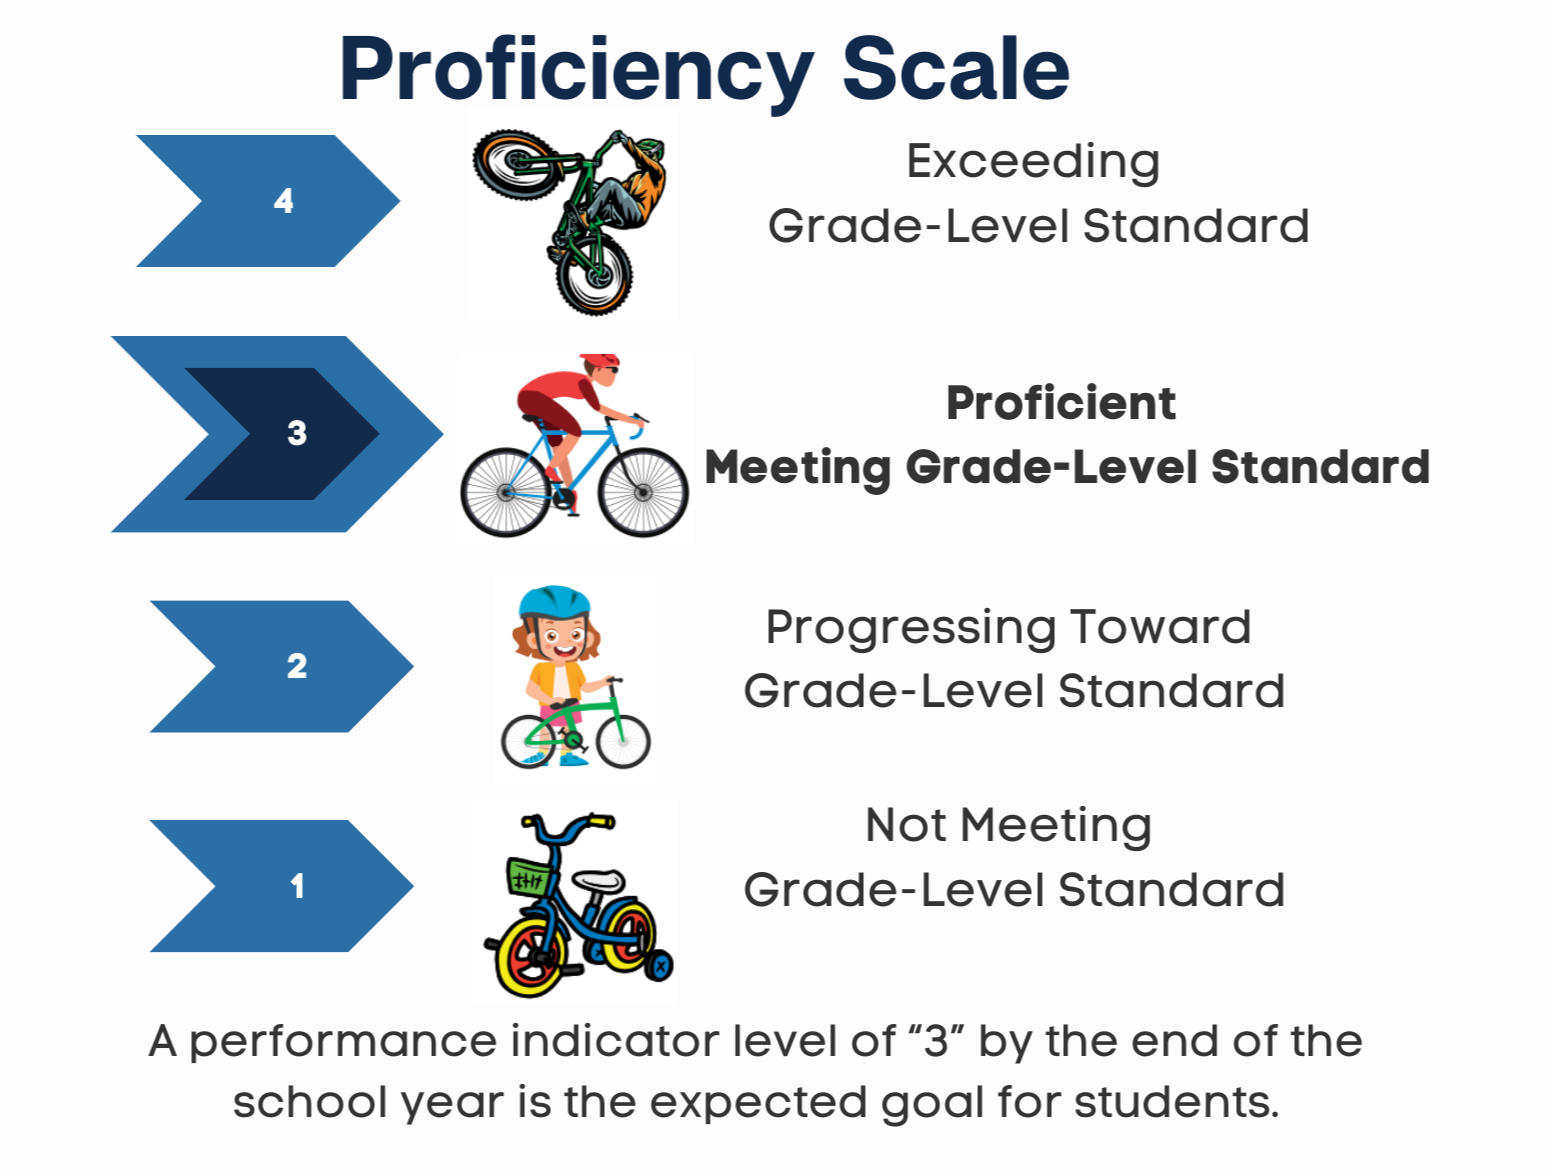 Proficiency Scale
4
Exceeding
Grade-Level Standard
3
Proficient
Meeting Grade-Level Standard
2
Progressing Toward
Grade-Level Standard
1
Not Meeting
Grade-Level Standard
A performance indicator level of “3” by the end of the
school year is the expected goal for students.